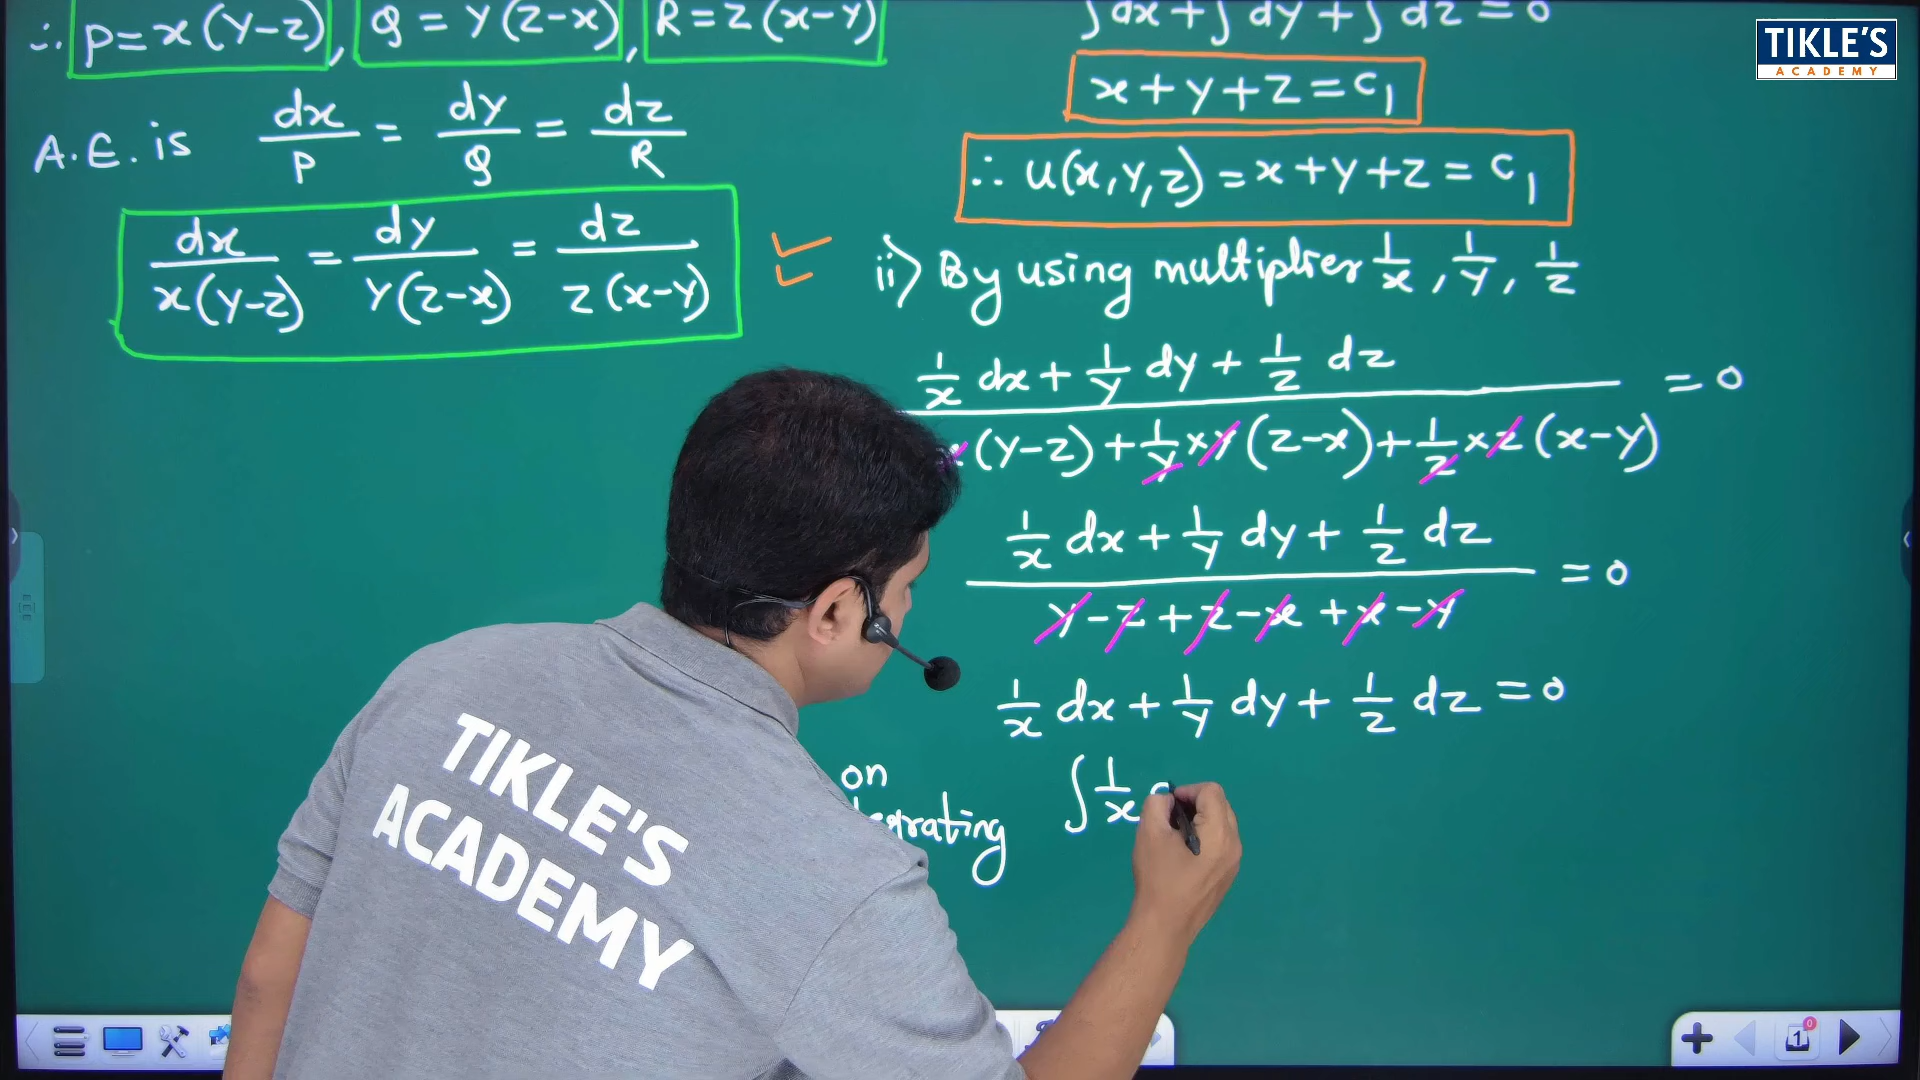 ∴ P=x(y-z), Q=y(z-x), R=z(x-y)
A.E. is dx/P = dy/Q = dz/R
dx/x(y-z) = dy/y(z-x) = dz/z(x-y)
∫dx+∫dy+∫dz=0
x+y+z=c₁
∴ u(x,y,z)=x+y+z=c₁
ii) By using multiplier 1/x, 1/y, 1/z
1/x dx+1/y dy+1/z dz
(y-z)+1/y×y(z-x)+1/z×z(x-y) =0
1/x dx+1/y dy+1/z dz
y-z+z-x+x-y =0
1/x dx+1/y dy+1/z dz=0
on
∫1/x
TIKLE'S
ACADEMY
TIKLE'S
ACADEMY
1
0